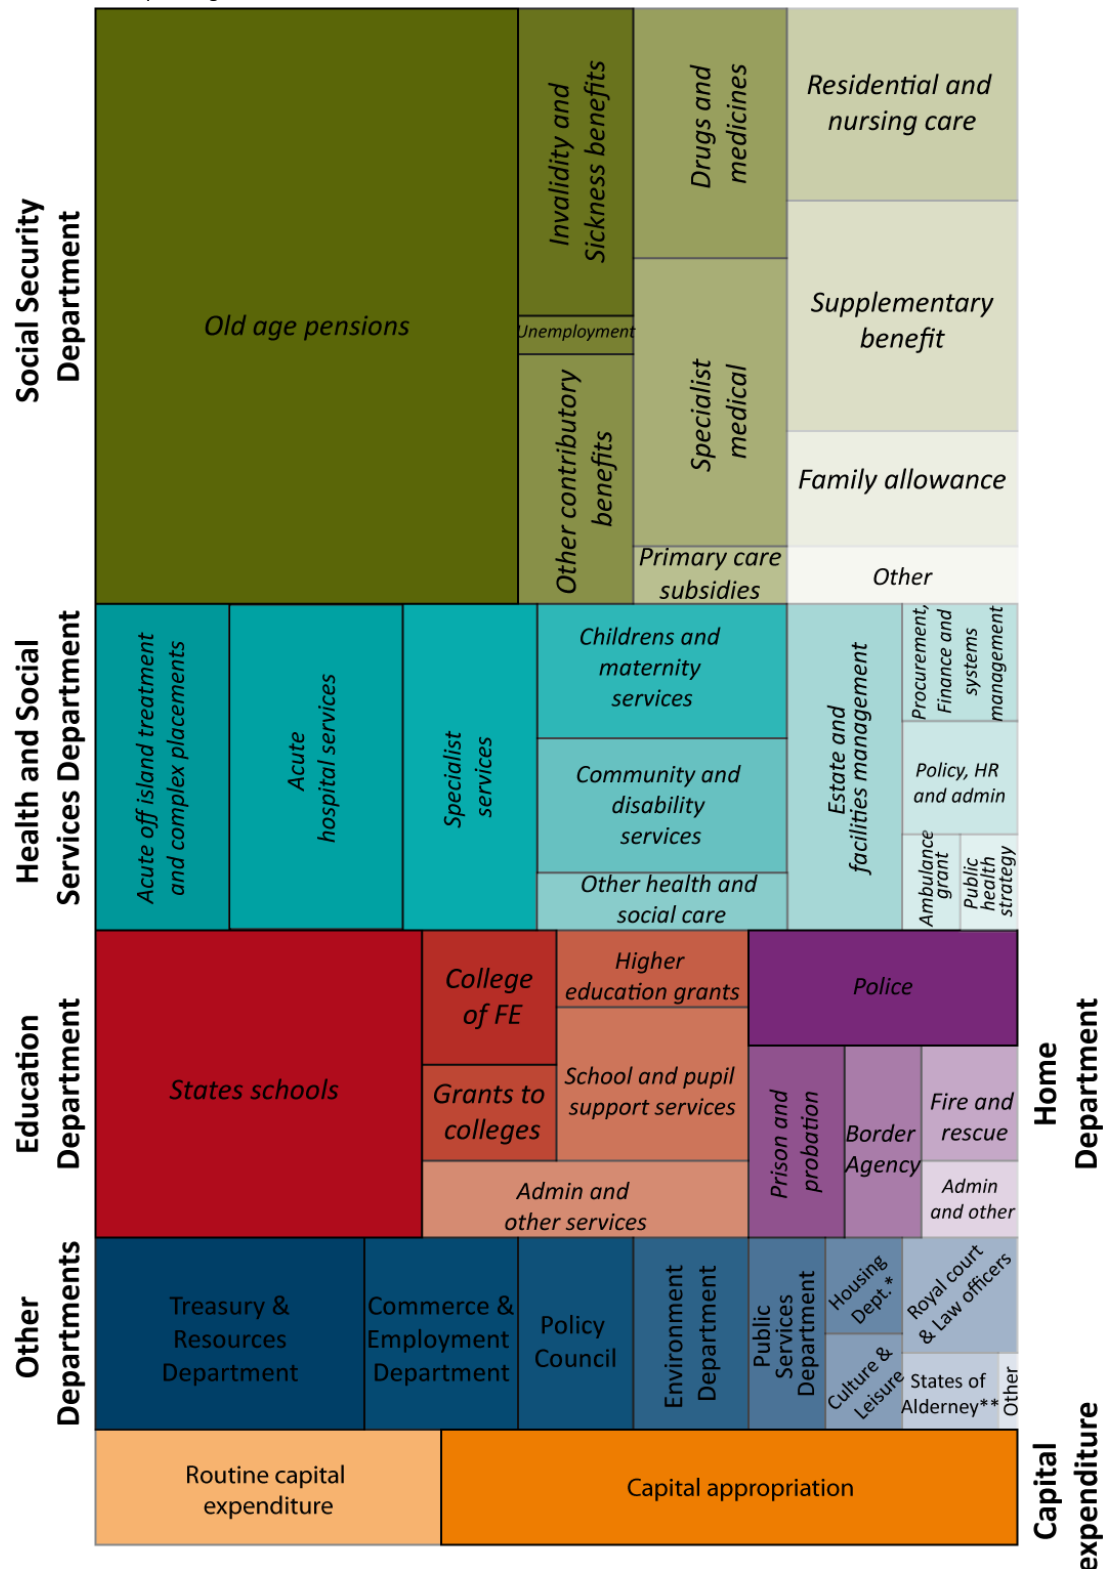 Social Security
Department
Old age pensions
Invalidity and
Sickness benefits
Unemployment
Other contributory
benefits
Drugs and
medicines
Specialist
medical
Primary care
subsidies
Residential and
nursing care
Supplementary
benefit
Family allowance
Other
Health and Social
Services Department
Acute off island treatment
and complex placements
Acute
hospital services
Specialist
services
Childrens and
maternity
services
Community and
disability
services
Other health and
social care
Estate and
facilities management
Procurement,
Finance and
systems
management
Policy, HR
and admin
Ambulance
grant
Public
health
strategy
Education
Department
States schools
College
of FE
Grants to
colleges
Higher
education grants
School and pupil
support services
Admin and
other services
Home
Department
Police
Prison and
probation
Border
Agency
Fire and
rescue
Admin
and other
Other
Departments
Treasury &
Resources
Department
Commerce &
Employment
Department
Policy
Council
Environment
Department
Public
Services
Department
Housing
Dept.*
Culture &
Leisure
Royal court
& Law officers
States of
Alderney**
Other
Capital
expenditure
Routine capital
expenditure
Capital appropriation